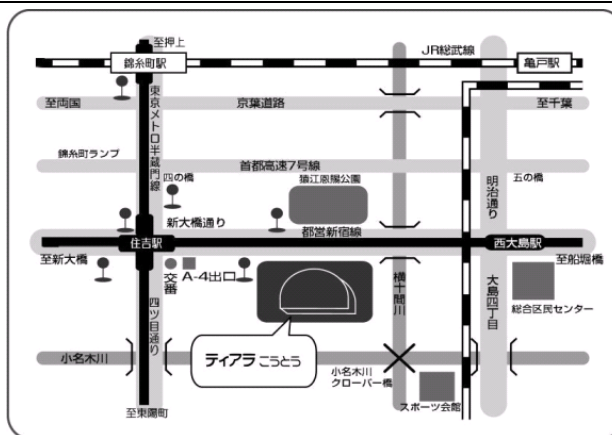 至押上
錦糸町駅
JR総武線
亀戸駅
至両国
東京メトロ半蔵門線
京葉道路
至千葉
錦糸町ランプ
首都高速7号線
四の橋
猿江恩賜公園
明治通り
五の橋
新大橋通り
都営新宿線
住吉駅
西大島駅
至新大橋
至船堀橋
交番
A-4出口
四ツ目通り
横十間川
大島四丁目
総合区民センター
小名木川
ティアラこうとう
小名木川
クローバー橋
スポーツ会館
至東陽町